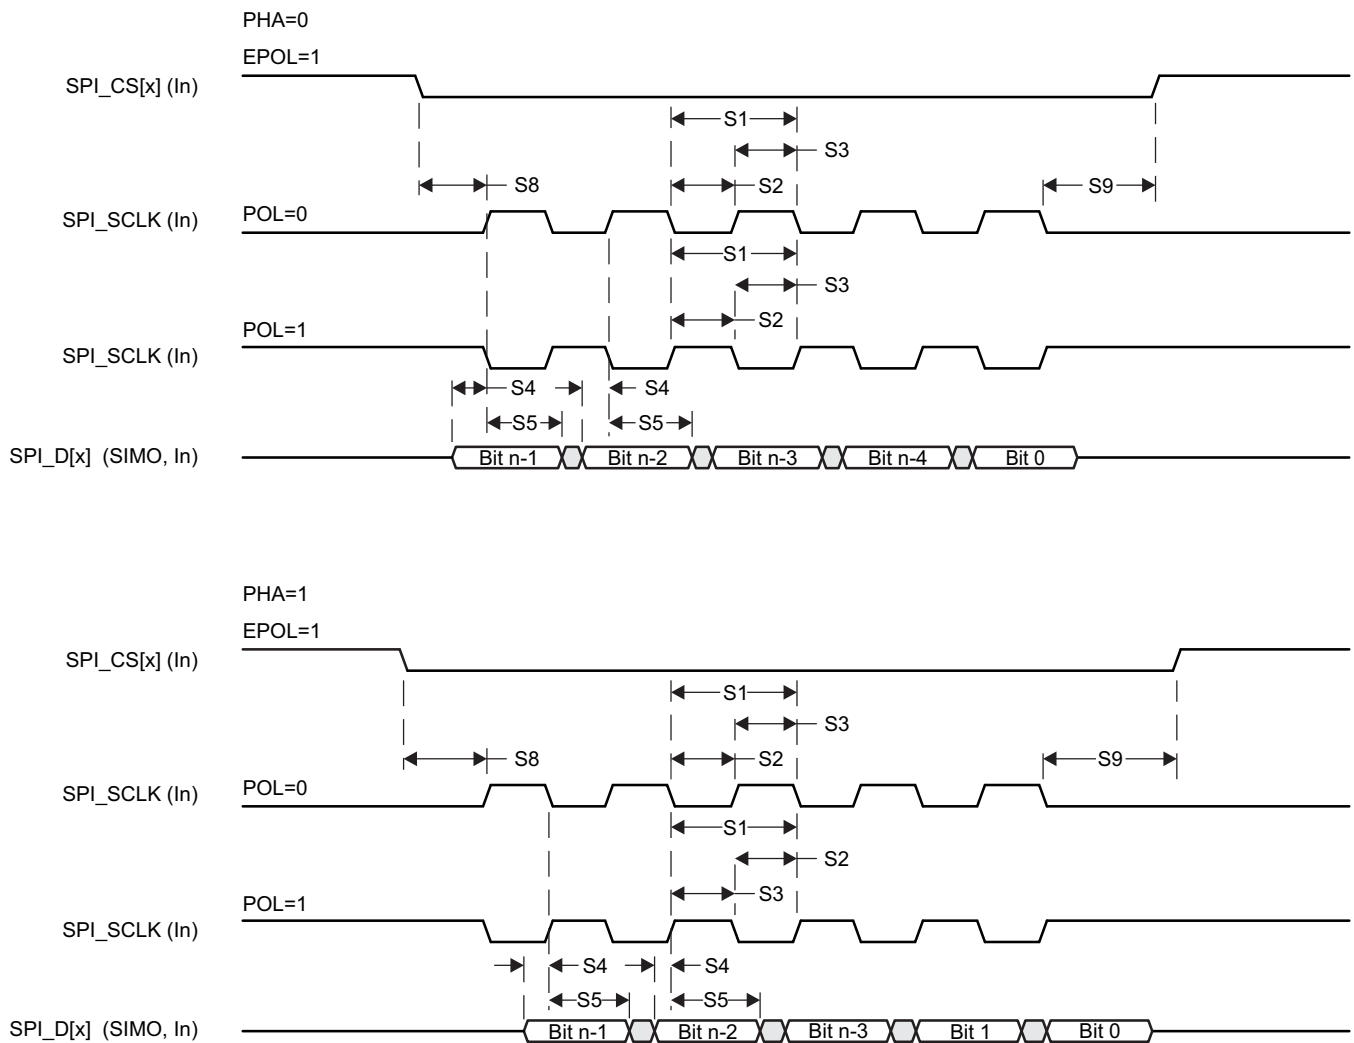 PHA=0
EPOL=1
SPI_CS[x] (In)
S1
S3
S8
S2
S9
POL=0
SPI_SCLK (In)
S1
S3
S2
POL=1
SPI_SCLK (In)
S4
S4
S5
S5
SPI_D[x] (SIMO, In)
Bit n-1
Bit n-2
Bit n-3
Bit n-4
Bit 0
PHA=1
EPOL=1
SPI_CS[x] (In)
S1
S3
S8
S2
S9
POL=0
SPI_SCLK (In)
S1
S2
S3
POL=1
SPI_SCLK (In)
S4
S4
S5
S5
SPI_D[x] (SIMO, In)
Bit n-1
Bit n-2
Bit n-3
Bit 1
Bit 0